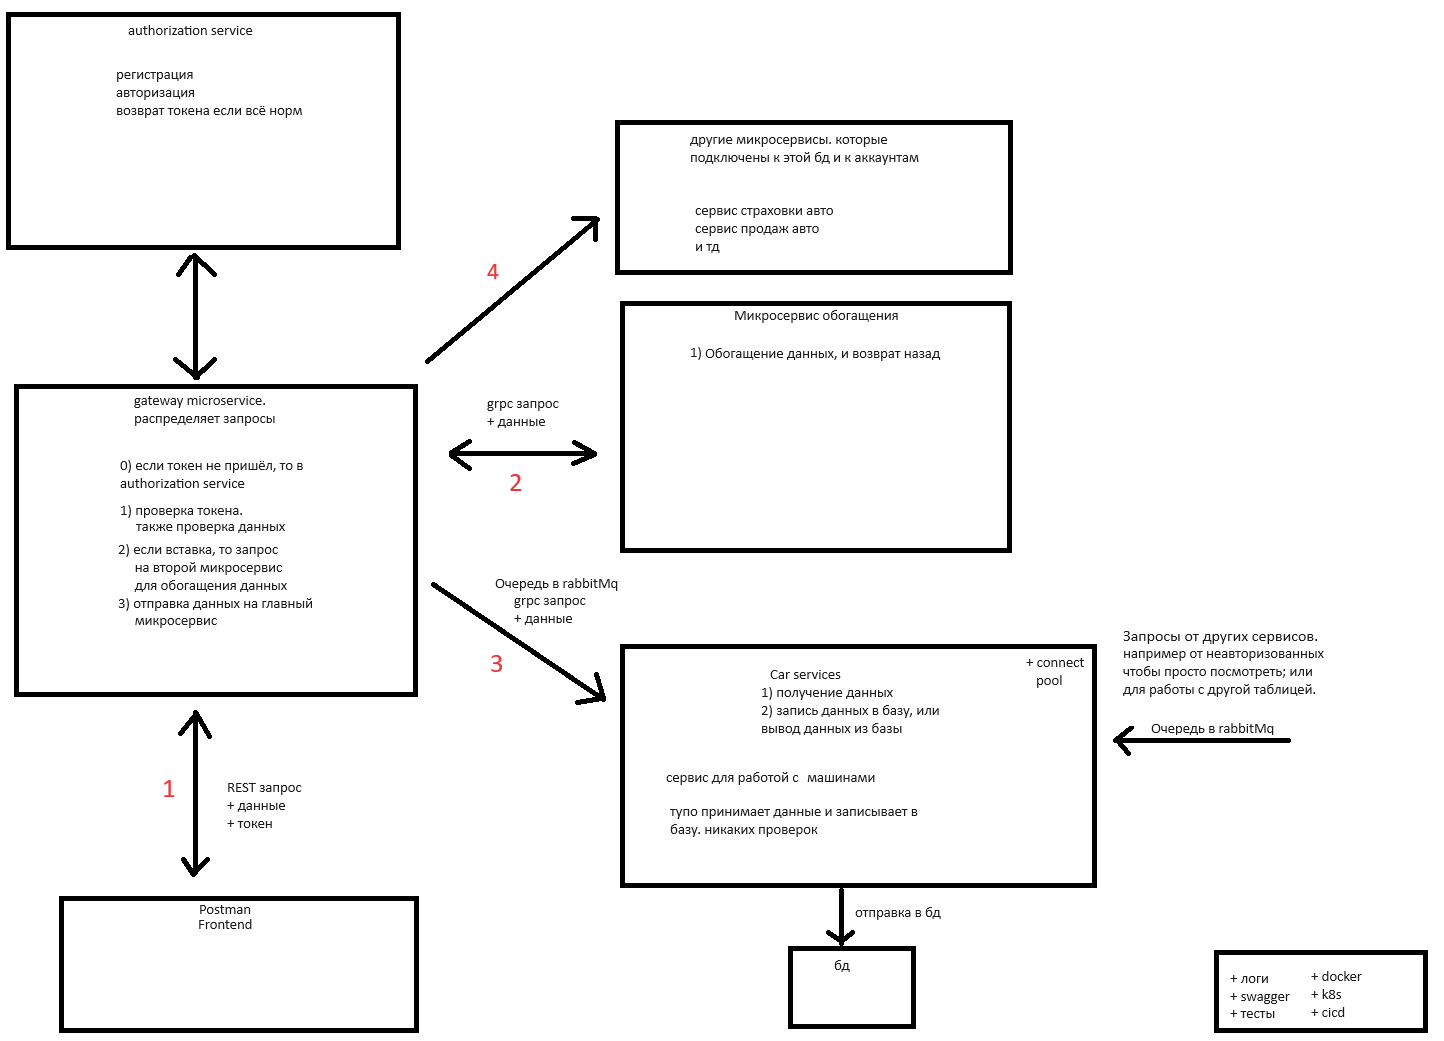 authorization service
регистрация
авторизация
возврат токена если всё норм
другие микросервисы. которые
подключены к этой бд и к аккаунтам
сервис страховки авто
сервис продаж авто
и тд
4
Микросервис обогащения
1) Обогащение данных, и возврат назад
gateway microservice.
распределяет запросы
0) если токен не пришёл, то в
authorization service
1) проверка токена.
также проверка данных
2) если вставка, то запрос
на второй микросервис
для обогащения данных
3) отправка данных на главный
микросервис
grpc запрос
+ данные
2
Очередь в rabbitMq
grpc запрос
+ данные
3
Car services
1) получение данных
2) запись данных в базу, или
вывод данных из базы
+ connect
pool
сервис для работой с машинами
тупо принимает данные и записывает в
базу. никаких проверок
Запросы от других сервисов.
например от неавторизованных
чтобы просто посмотреть; или
для работы с другой таблицей.
Очередь в rabbitMq
1
REST запрос
+ данные
+ токен
Postman
Frontend
отправка в бд
бд
+ логи
+ swagger
+ тесты
+ docker
+ k8s
+ cicd